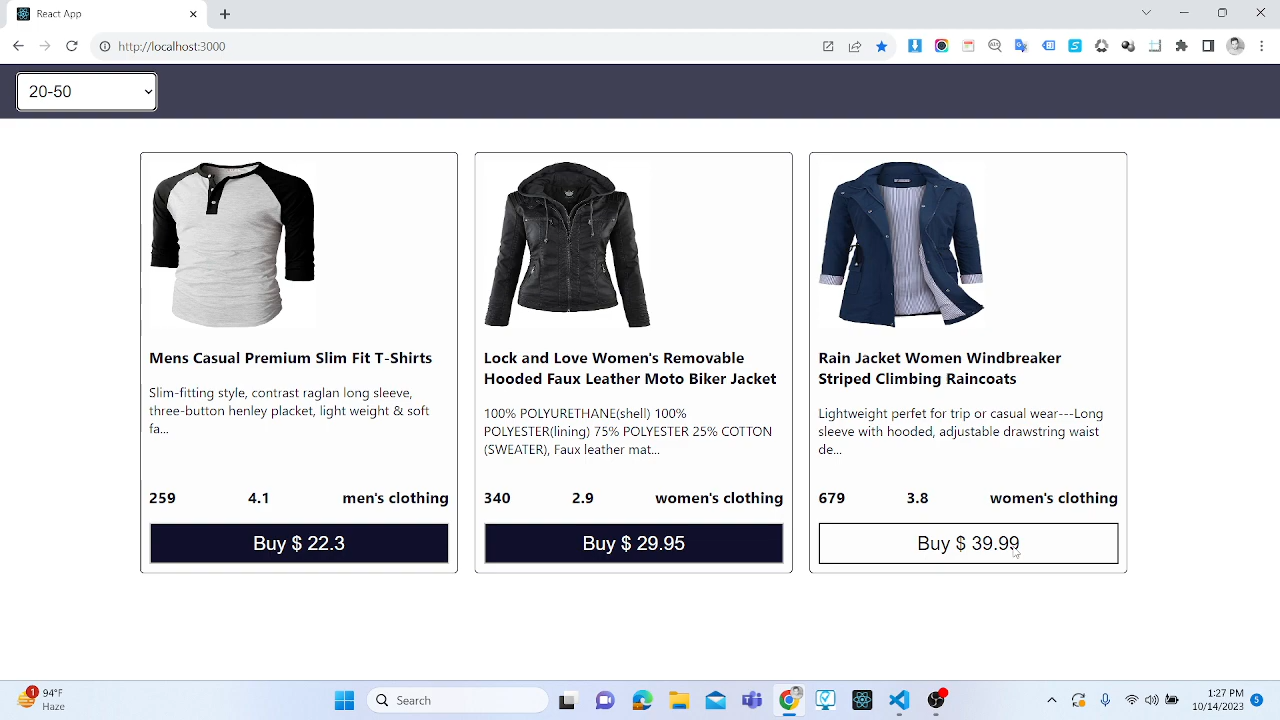 React App
http://localhost:3000
20-50
Mens Casual Premium Slim Fit T-Shirts
Slim-fitting style, contrast raglan long sleeve,
three-button henley placket, light weight & soft
fa...
259 4.1 men's clothing
Buy $ 22.3
Lock and Love Women's Removable
Hooded Faux Leather Moto Biker Jacket
100% POLYURETHANE(shell) 100%
POLYESTER(lining) 75% POLYESTER 25% COTTON
(SWEATER), Faux leather mat...
340 2.9 women's clothing
Buy $ 29.95
Rain Jacket Women Windbreaker
Striped Climbing Raincoats
Lightweight perfet for trip or casual wear---Long
sleeve with hooded, adjustable drawstring waist
de...
679 3.8 women's clothing
Buy $ 39.99
1
94°F
Haze
Search
1:27 PM
10/14/2023
5